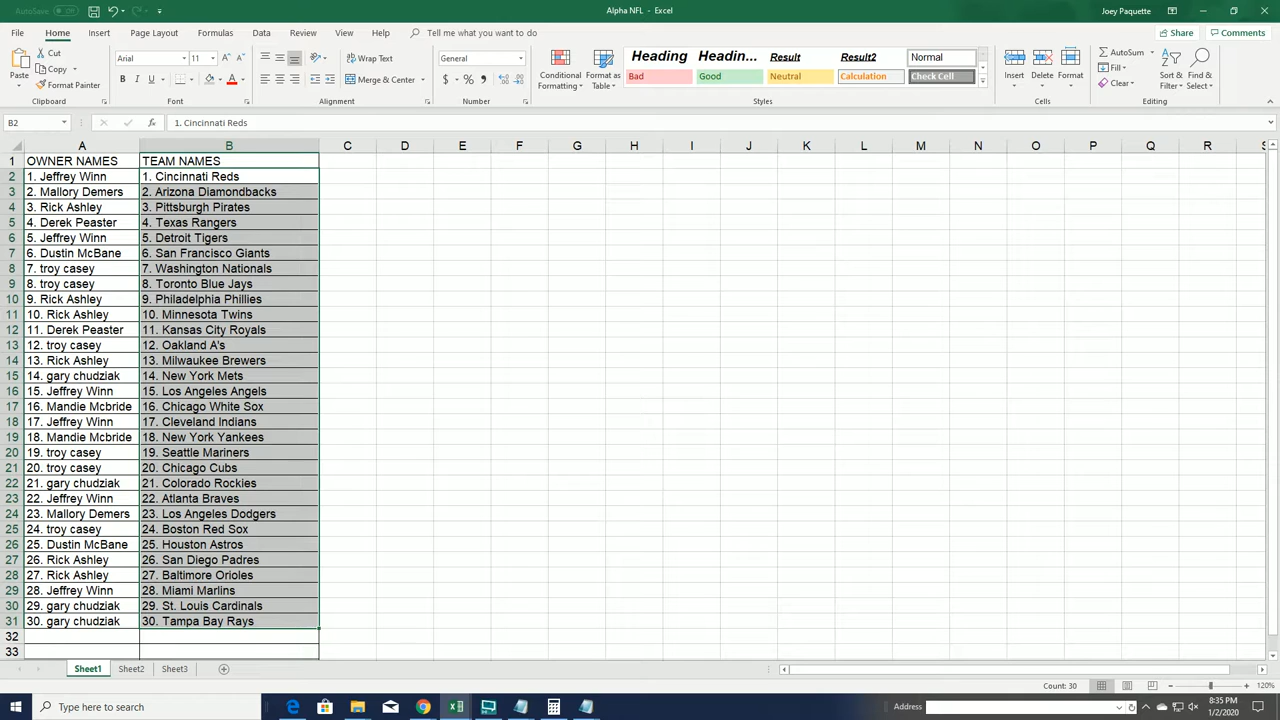 AutoSave Off
Alpha NFL - Excel
Joey Paquette
File Home Insert Page Layout Formulas Data Review View Help Tell me what you want to do
Share Comments
Paste
Cut
Copy
Format Painter
Clipboard
Arial 11
B I U
Font
Wrap Text
Merge & Center
Alignment
General
$ % ,
Number
Conditional Formatting
Format as Table
Heading Headin... Result Result2 Normal
Bad Good Neutral Calculation Check Cell
Styles
Insert Delete Format
Cells
AutoSum
Fill
Clear
Sort & Filter
Find & Select
Editing
B2
fx 1. Cincinnati Reds
A B C D E F G H I J K L M N O P Q R S
1 OWNER NAMES TEAM NAMES
2 1. Jeffrey Winn 1. Cincinnati Reds
3 2. Mallory Demers 2. Arizona Diamondbacks
4 3. Rick Ashley 3. Pittsburgh Pirates
5 4. Derek Peaster 4. Texas Rangers
6 5. Jeffrey Winn 5. Detroit Tigers
7 6. Dustin McBane 6. San Francisco Giants
8 7. troy casey 7. Washington Nationals
9 8. troy casey 8. Toronto Blue Jays
10 9. Rick Ashley 9. Philadelphia Phillies
11 10. Rick Ashley 10. Minnesota Twins
12 11. Derek Peaster 11. Kansas City Royals
13 12. troy casey 12. Oakland A's
14 13. Rick Ashley 13. Milwaukee Brewers
15 14. gary chudziak 14. New York Mets
16 15. Jeffrey Winn 15. Los Angeles Angels
17 16. Mandie Mcbride 16. Chicago White Sox
18 17. Jeffrey Winn 17. Cleveland Indians
19 18. Mandie Mcbride 18. New York Yankees
20 19. troy casey 19. Seattle Mariners
21 20. troy casey 20. Chicago Cubs
22 21. gary chudziak 21. Colorado Rockies
23 22. Jeffrey Winn 22. Atlanta Braves
24 23. Mallory Demers 23. Los Angeles Dodgers
25 24. troy casey 24. Boston Red Sox
26 25. Dustin McBane 25. Houston Astros
27 26. Rick Ashley 26. San Diego Padres
28 27. Rick Ashley 27. Baltimore Orioles
29 28. Jeffrey Winn 28. Miami Marlins
30 29. gary chudziak 29. St. Louis Cardinals
31 30. gary chudziak 30. Tampa Bay Rays
32
33
Sheet1 Sheet2 Sheet3
Count: 30
120%
Type here to search
Address
8:35 PM
1/2/2020